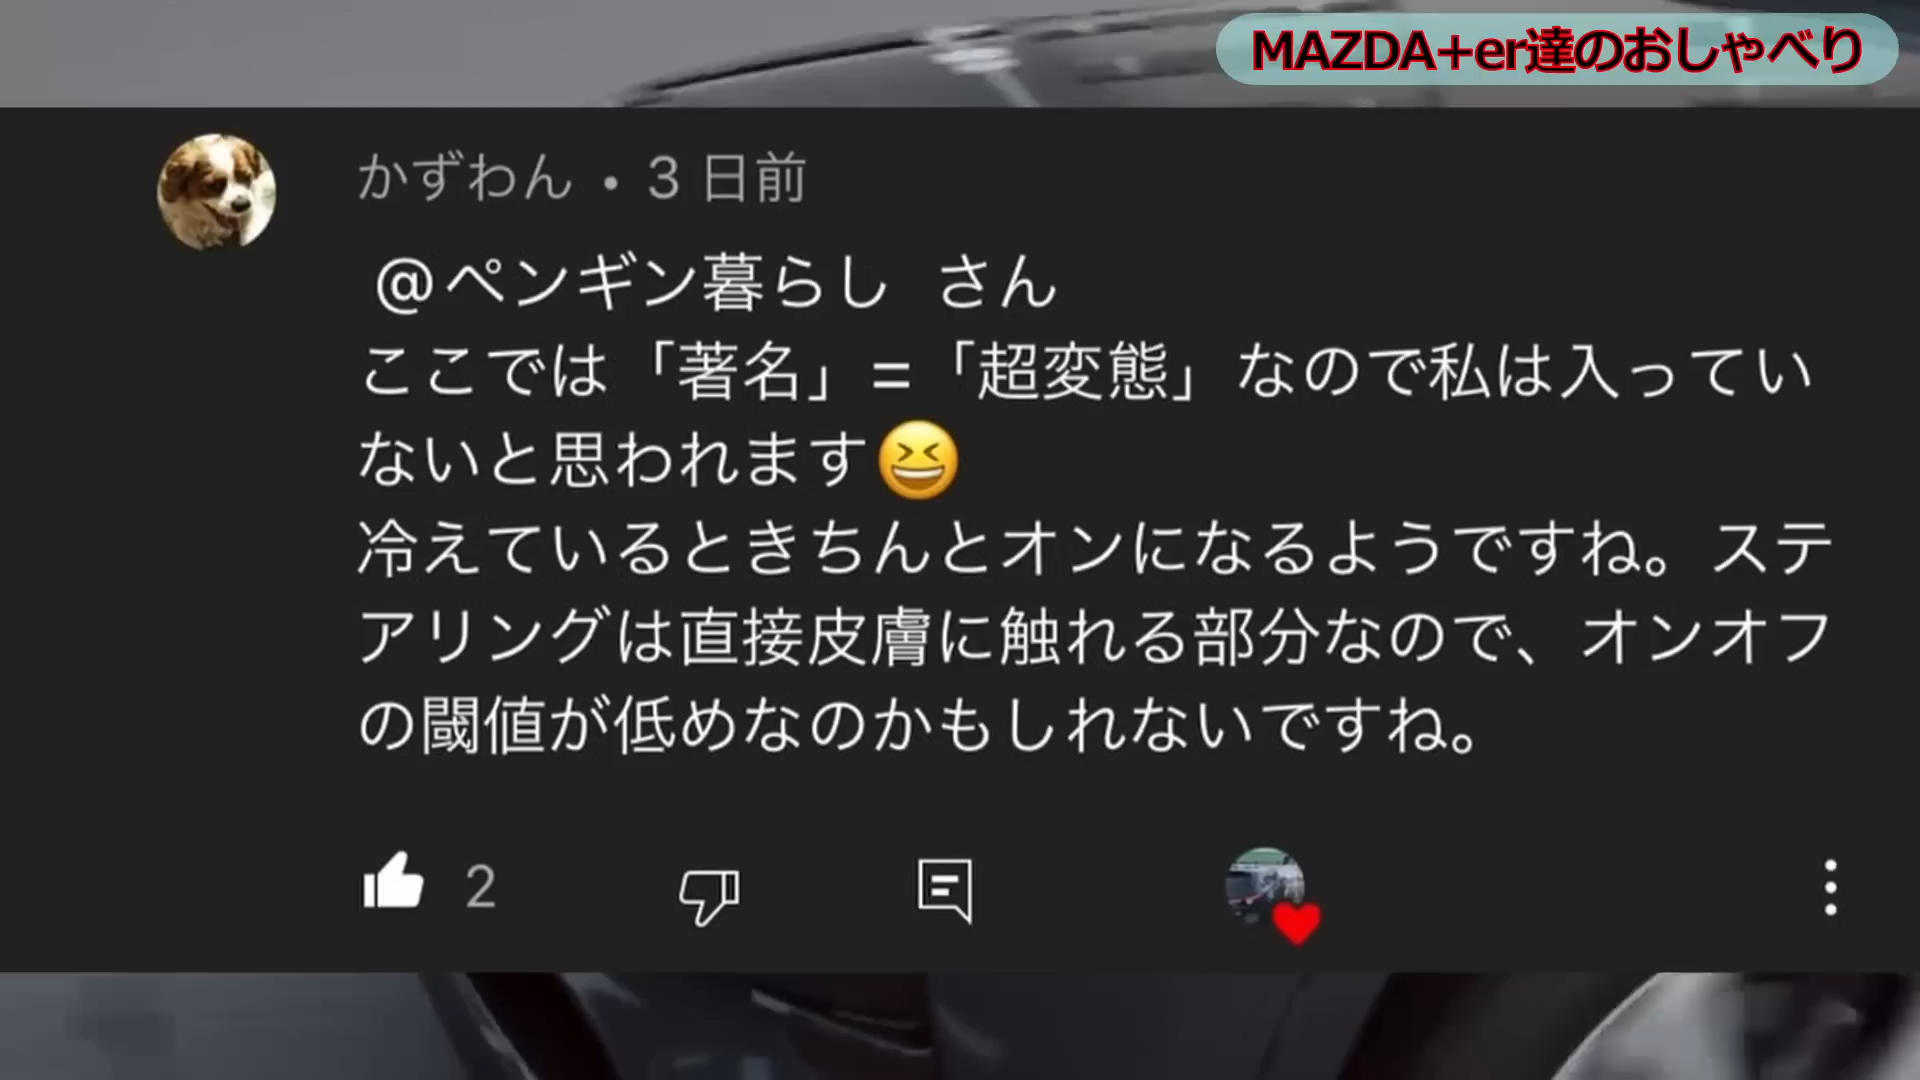 MAZDA+er達のおしゃべり
かずわん・3 日前
@ペンギン暮らし さん
ここでは「著名」=「超変態」なので私は入ってい
ないと思われます😆
冷えているときちんとオンになるようですね。ステ
アリングは直接皮膚に触れる部分なので、オンオフ
の閾値が低めなのかもしれないですね。
2